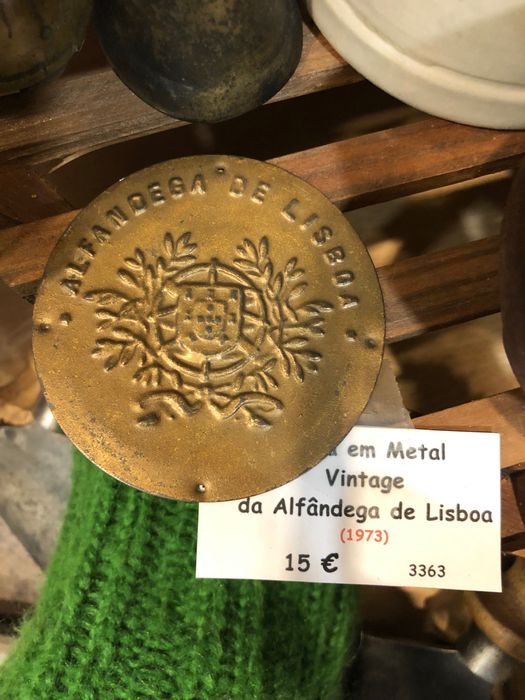 ALFANDEGA DE LISBOA
em Metal
Vintage
da Alfândega de Lisboa
(1973)
15 € 3363